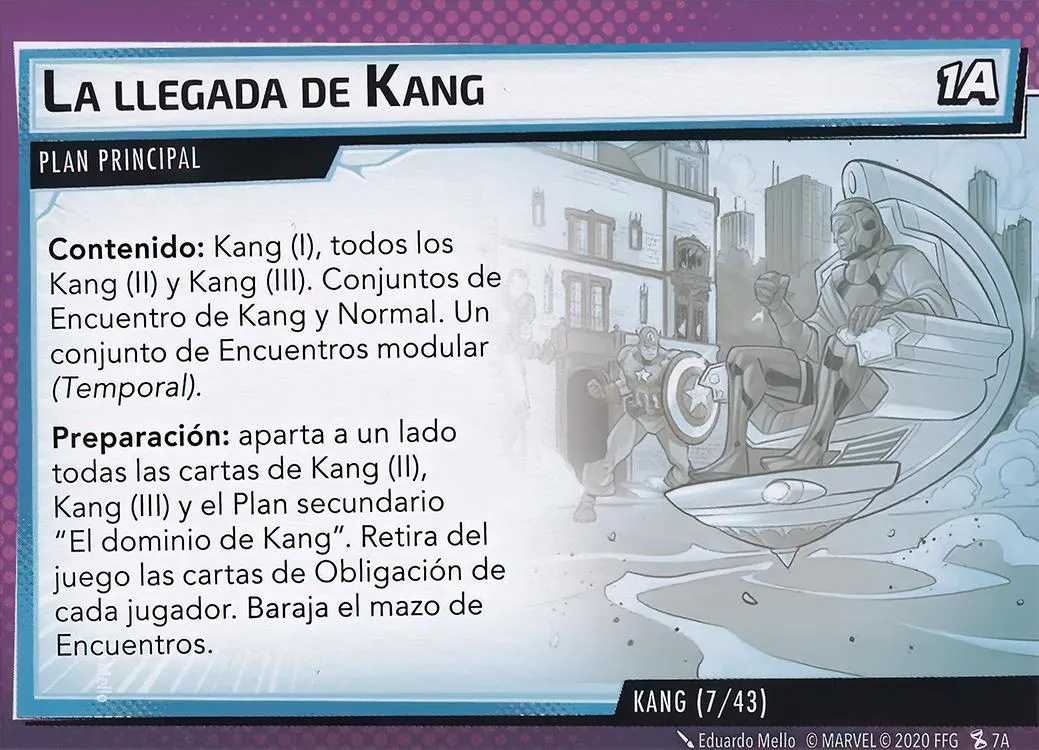 LA LLEGADA DE KANG
1A
PLAN PRINCIPAL
Contenido: Kang (I), todos los
Kang (II) y Kang (III). Conjuntos de
Encuentro de Kang y Normal. Un
conjunto de Encuentros modular
(Temporal).
Preparación: aparta a un lado
todas las cartas de Kang (II),
Kang (III) y el Plan secundario
“El dominio de Kang”. Retira del
juego las cartas de Obligación de
cada jugador. Baraja el mazo de
Encuentros.
Mello
KANG (7/43)
Eduardo Mello © MARVEL © 2020 FFG 7A